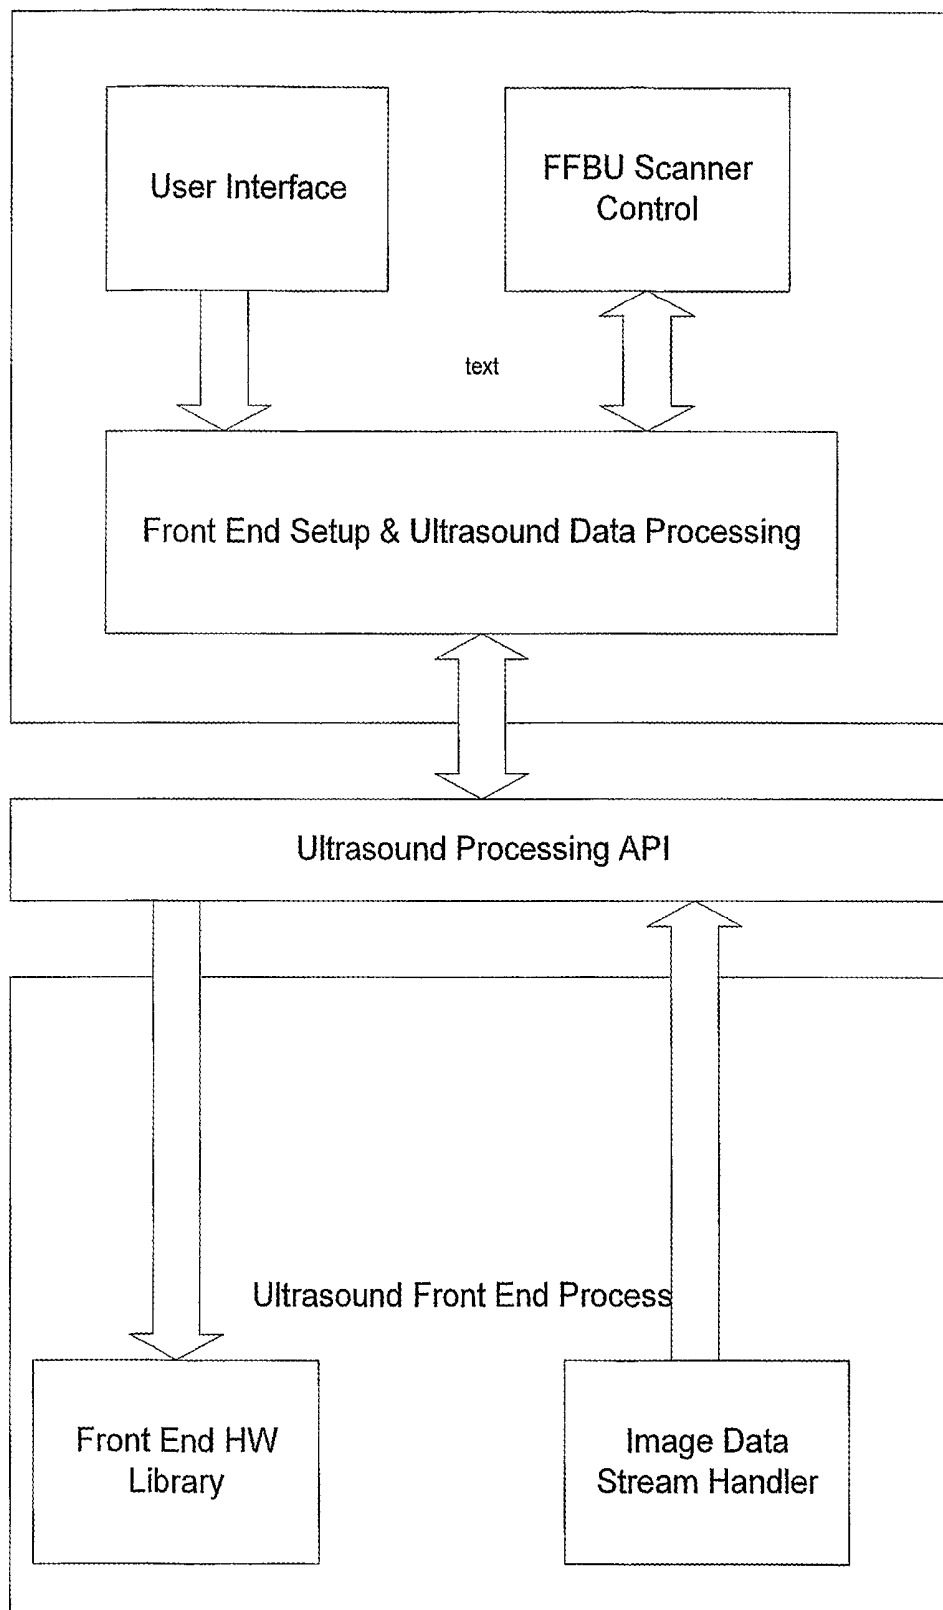 User Interface
FFBU Scanner
Control
text
Front End Setup & Ultrasound Data Processing
Ultrasound Processing API
Ultrasound Front End Process
Front End HW
Library
Image Data
Stream Handler